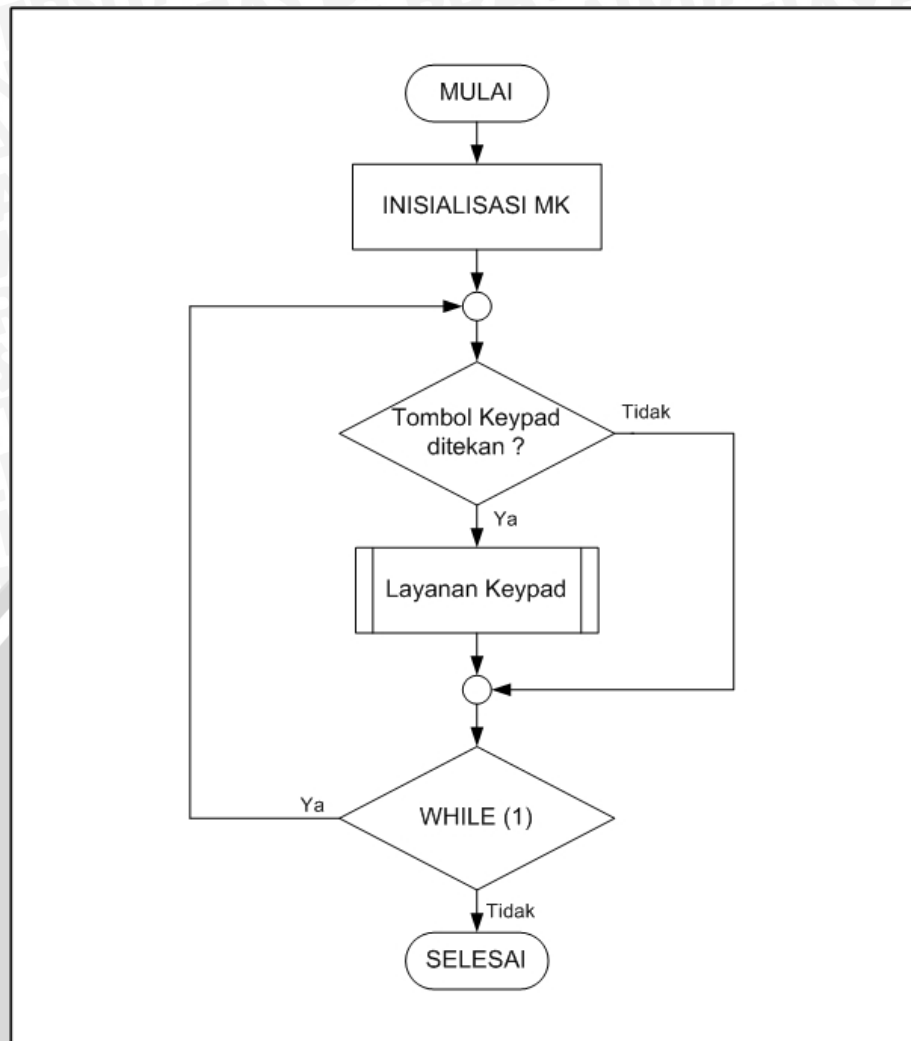 MULAI
INISIALISASI MK
Tombol Keypad
ditekan ?
Tidak
Ya
Layanan Keypad
Ya
WHILE (1)
Tidak
SELESAI